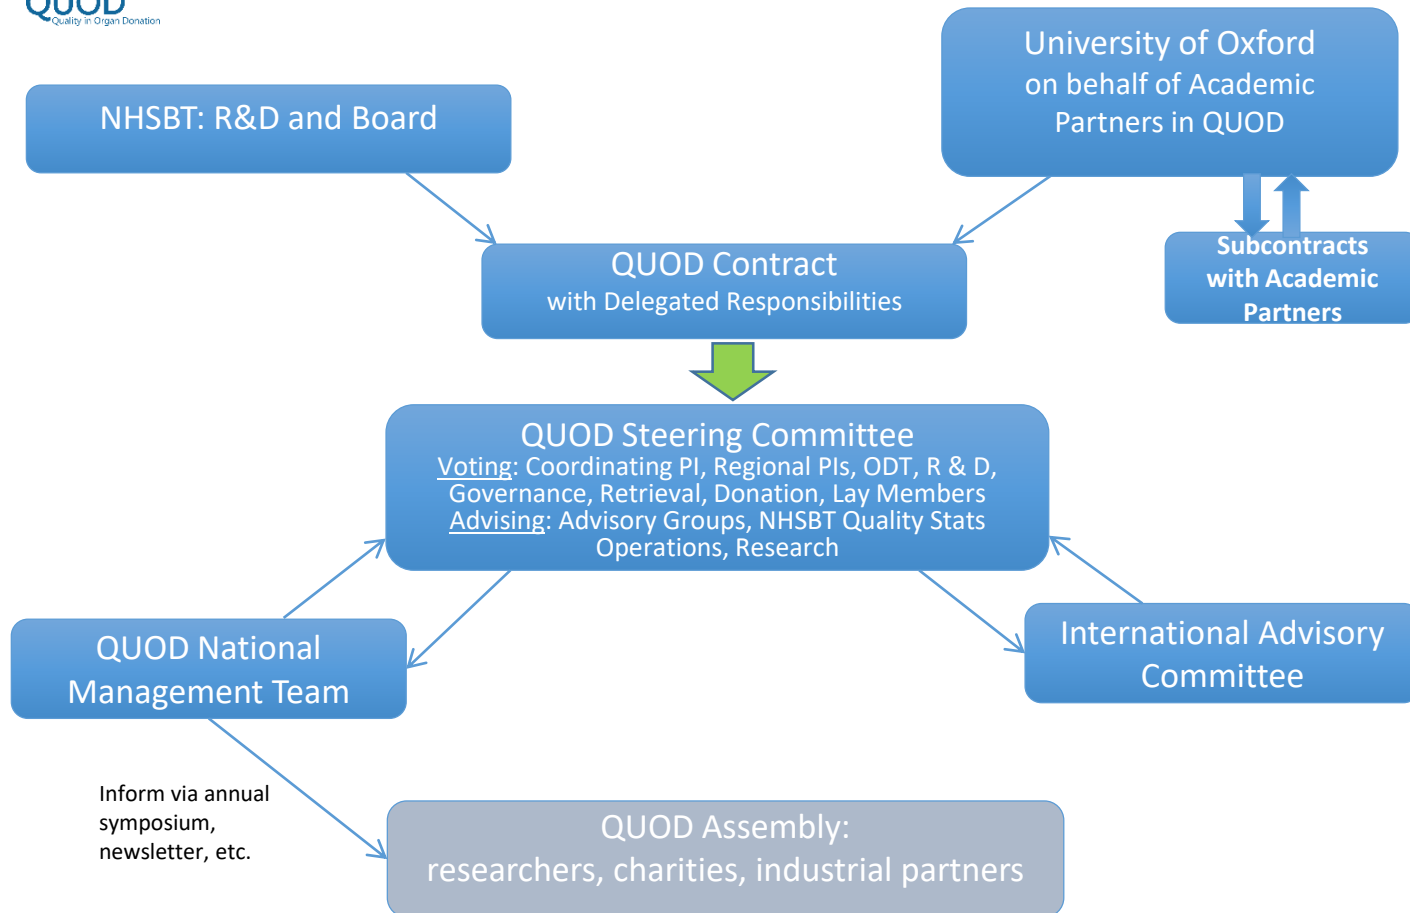 QUOD
Quality in Organ Donation
University of Oxford
on behalf of Academic
Partners in QUOD
NHSBT: R&D and Board
Subcontracts
with Academic
Partners
QUOD Contract
with Delegated Responsibilities
QUOD Steering Committee
Voting: Coordinating PI, Regional PIs, ODT, R & D,
Governance, Retrieval, Donation, Lay Members
Advising: Advisory Groups, NHSBT Quality Stats
Operations, Research
QUOD National
Management Team
International Advisory
Committee
Inform via annual
symposium,
newsletter, etc.
QUOD Assembly:
researchers, charities, industrial partners